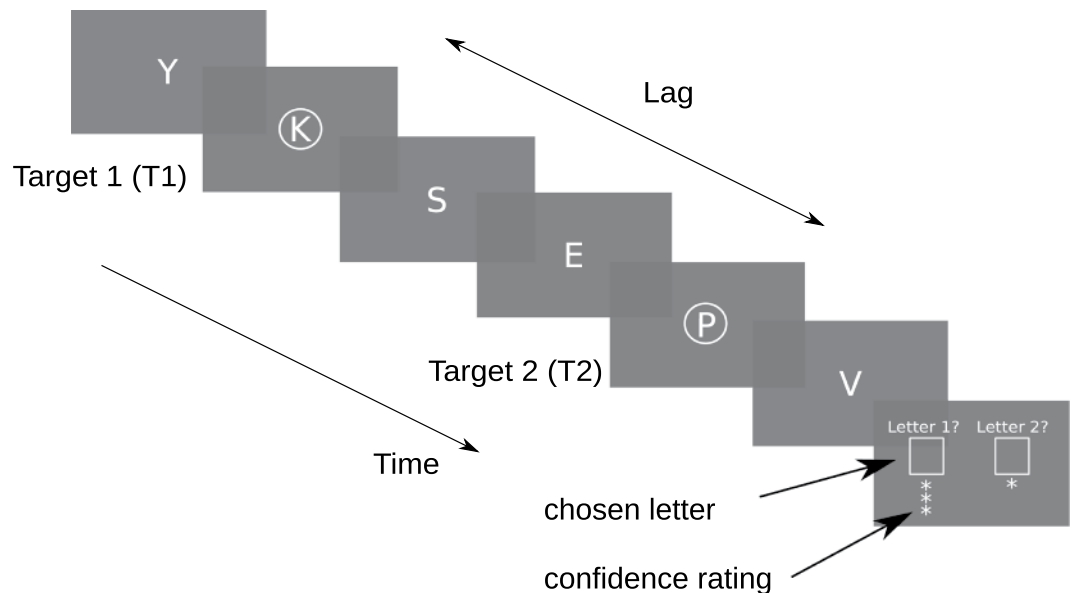 Y
Lag
K
Target 1 (T1)
S
E
P
Target 2 (T2)
V
Letter 1? Letter 2?
Time
* *
*
*
chosen letter
confidence rating